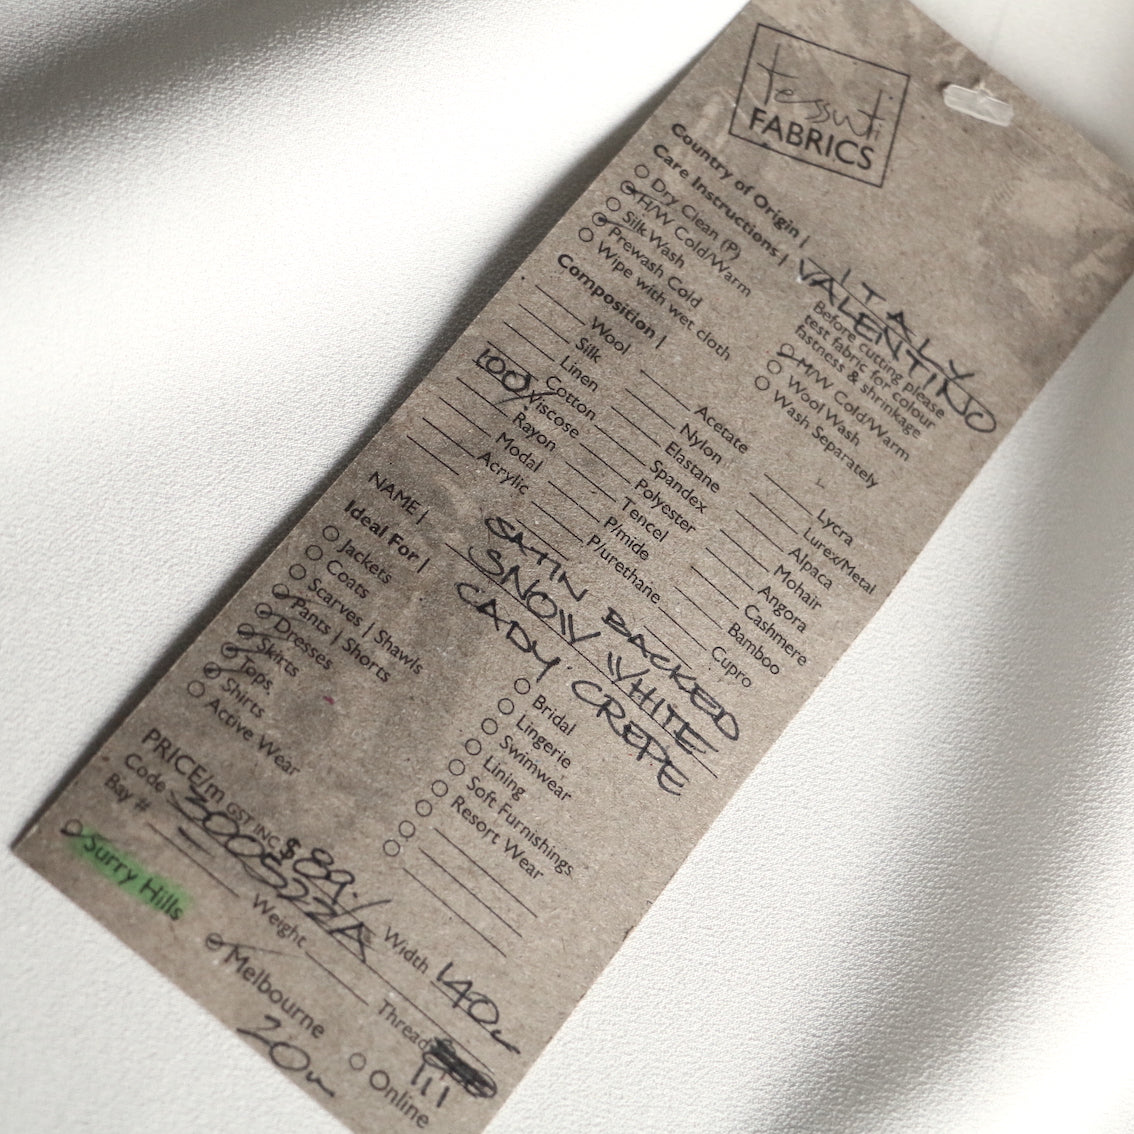 tessuti
FABRICS
Country of Origin | ITALY
Care Instructions | VALENTINO
Dry Clean (P)
H/W Cold/Warm
Silk Wash
Prewash Cold
Wipe with wet cloth
Before cutting please
test fabric for colour
fastness & shrinkage
M/W Cold/Warm
Wool Wash
Wash Separately
Composition |
Wool
Silk
Linen
Cotton
100% Viscose
Rayon
Modal
Acrylic
Acetate
Nylon
Elastane
Spandex
Polyester
Tencel
P/mide
P/urethane
Lycra
Lurex/Metal
Alpaca
Mohair
Angora
Cashmere
Bamboo
Cupro
NAME | SATIN BACKED
SNOW WHITE
CADY CREPE
Ideal For |
Jackets
Coats
Scarves | Shawls
Pants | Shorts
Dresses
Skirts
Tops
Shirts
Active Wear
Bridal
Lingerie
Swimwear
Lining
Soft Furnishings
Resort Wear
PRICE/m GST INC $89./ Width 140
Code 300522A
Bay # Weight Thread 111
Surry Hills
Melbourne
20m
Online